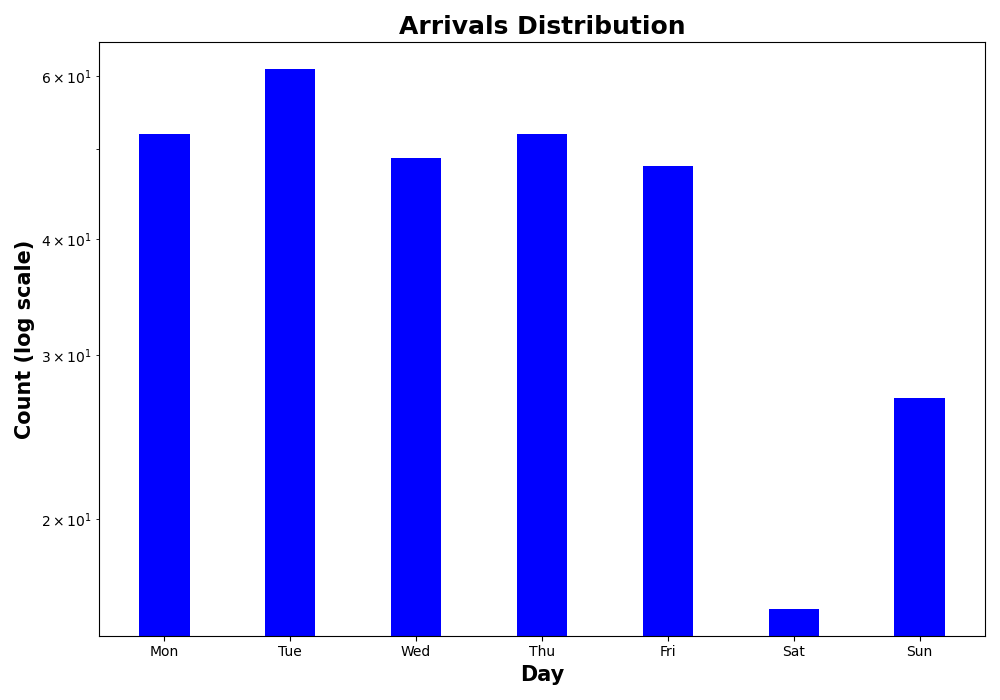 Arrivals Distribution
6 × 10¹
4 × 10¹
3 × 10¹
2 × 10¹
Count (log scale)
Mon Tue Wed Thu Fri Sat Sun
Day